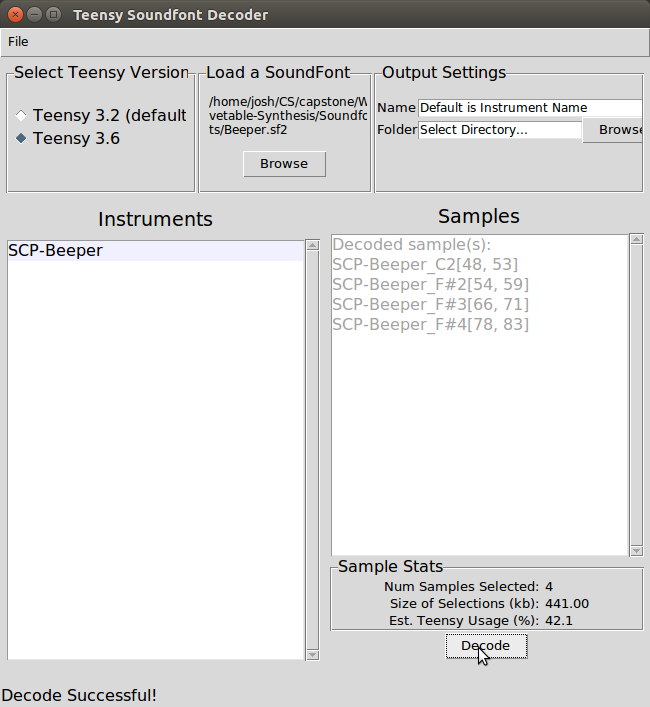 Teensy Soundfont Decoder
File
Select Teensy Version
Teensy 3.2 (default
Teensy 3.6
Load a SoundFont
/home/josh/CS/capstone/W
vetable-Synthesis/Soundfo
ts/Beeper.sf2
Browse
Output Settings
Name Default is Instrument Name
Folder Select Directory... Browse
Instruments
SCP-Beeper
Samples
Decoded sample(s):
SCP-Beeper_C2[48, 53]
SCP-Beeper_F#2[54, 59]
SCP-Beeper_F#3[66, 71]
SCP-Beeper_F#4[78, 83]
Sample Stats
Num Samples Selected: 4
Size of Selections (kb): 441.00
Est. Teensy Usage (%): 42.1
Decode
Decode Successful!